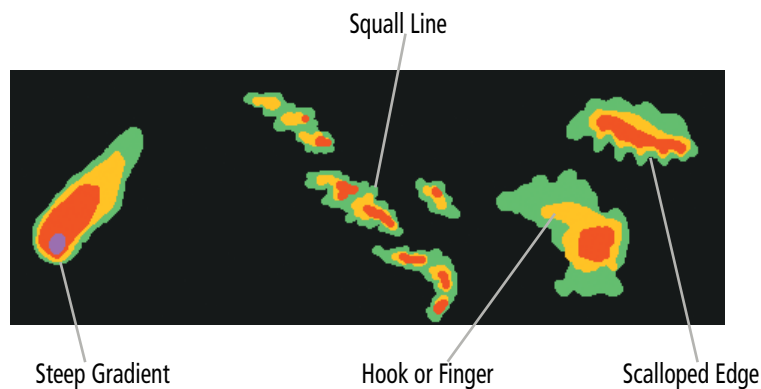 Squall Line
Steep Gradient
Hook or Finger
Scalloped Edge